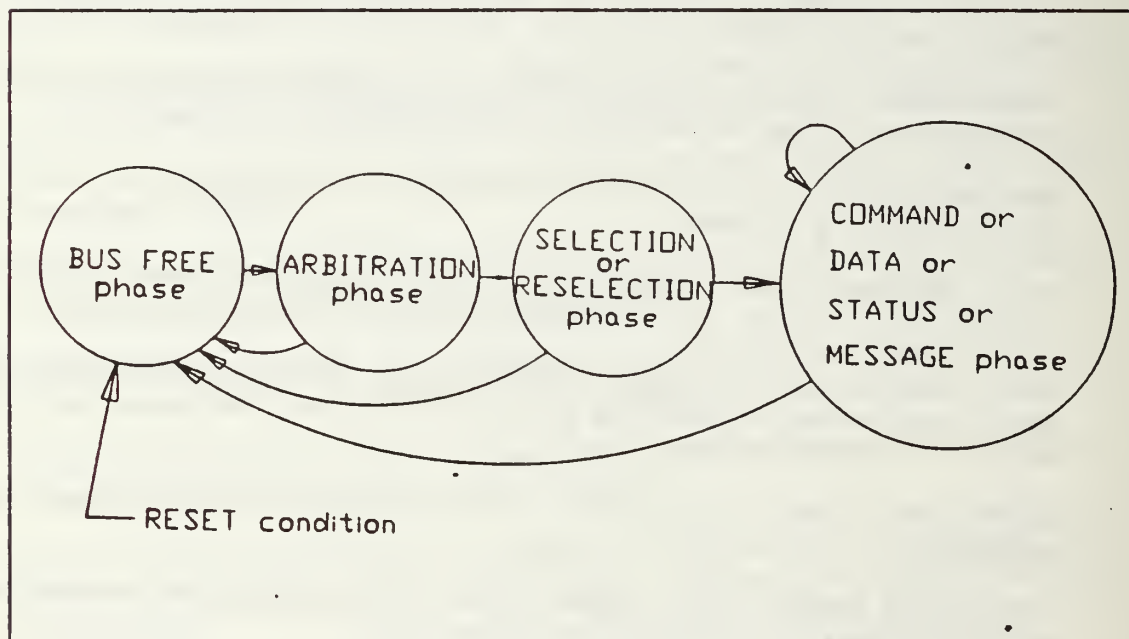 BUS FREE
phase
ARBITRATION
phase
SELECTION
or
RESELECTION
phase
COMMAND or
DATA or
STATUS or
MESSAGE phase
RESET condition